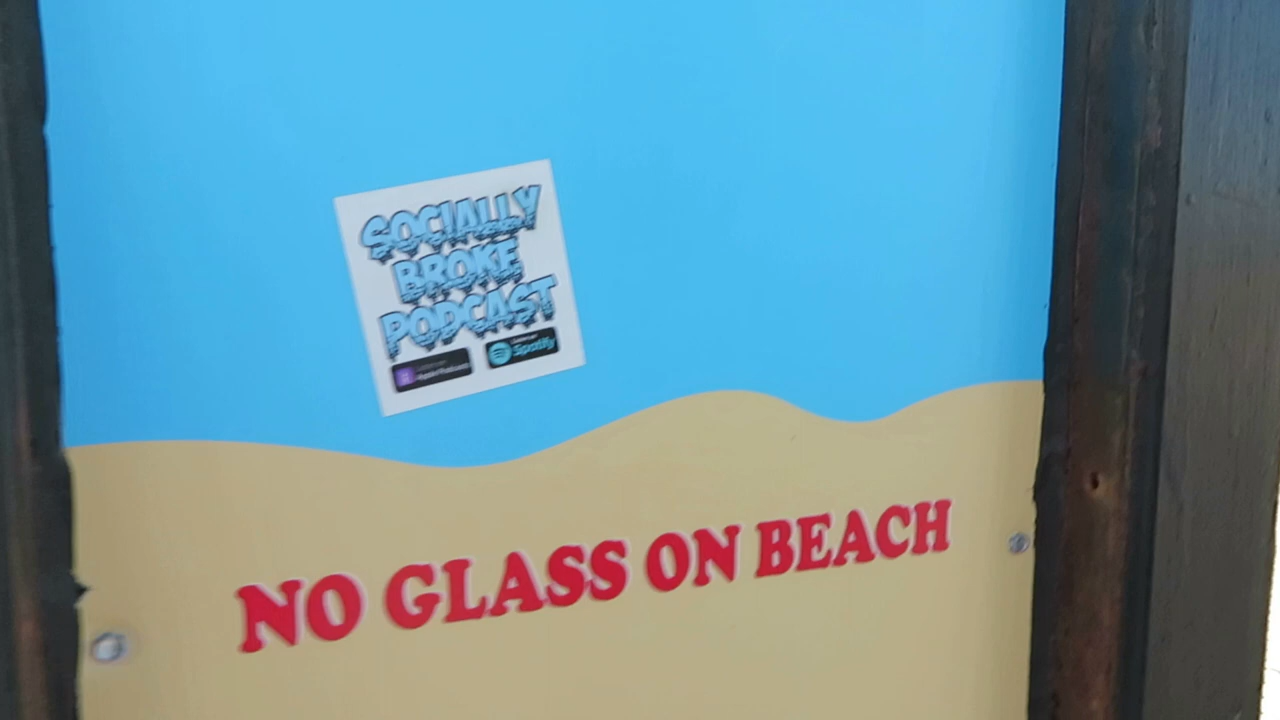 SOCIALLY
BROKE
PODCAST
Spotify
NO GLASS ON BEACH